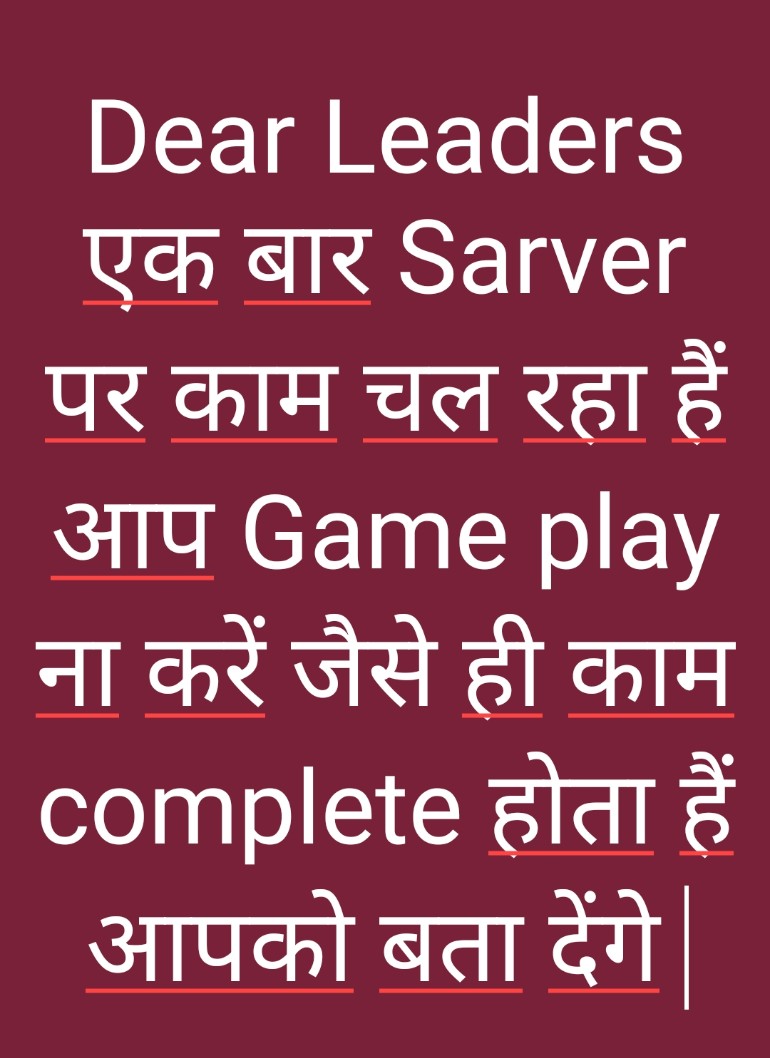 Dear Leaders
एक बार Sarver
पर काम चल रहा हैं
आप Game play
ना करें जैसे ही काम
complete होता हैं
आपको बता देंगे